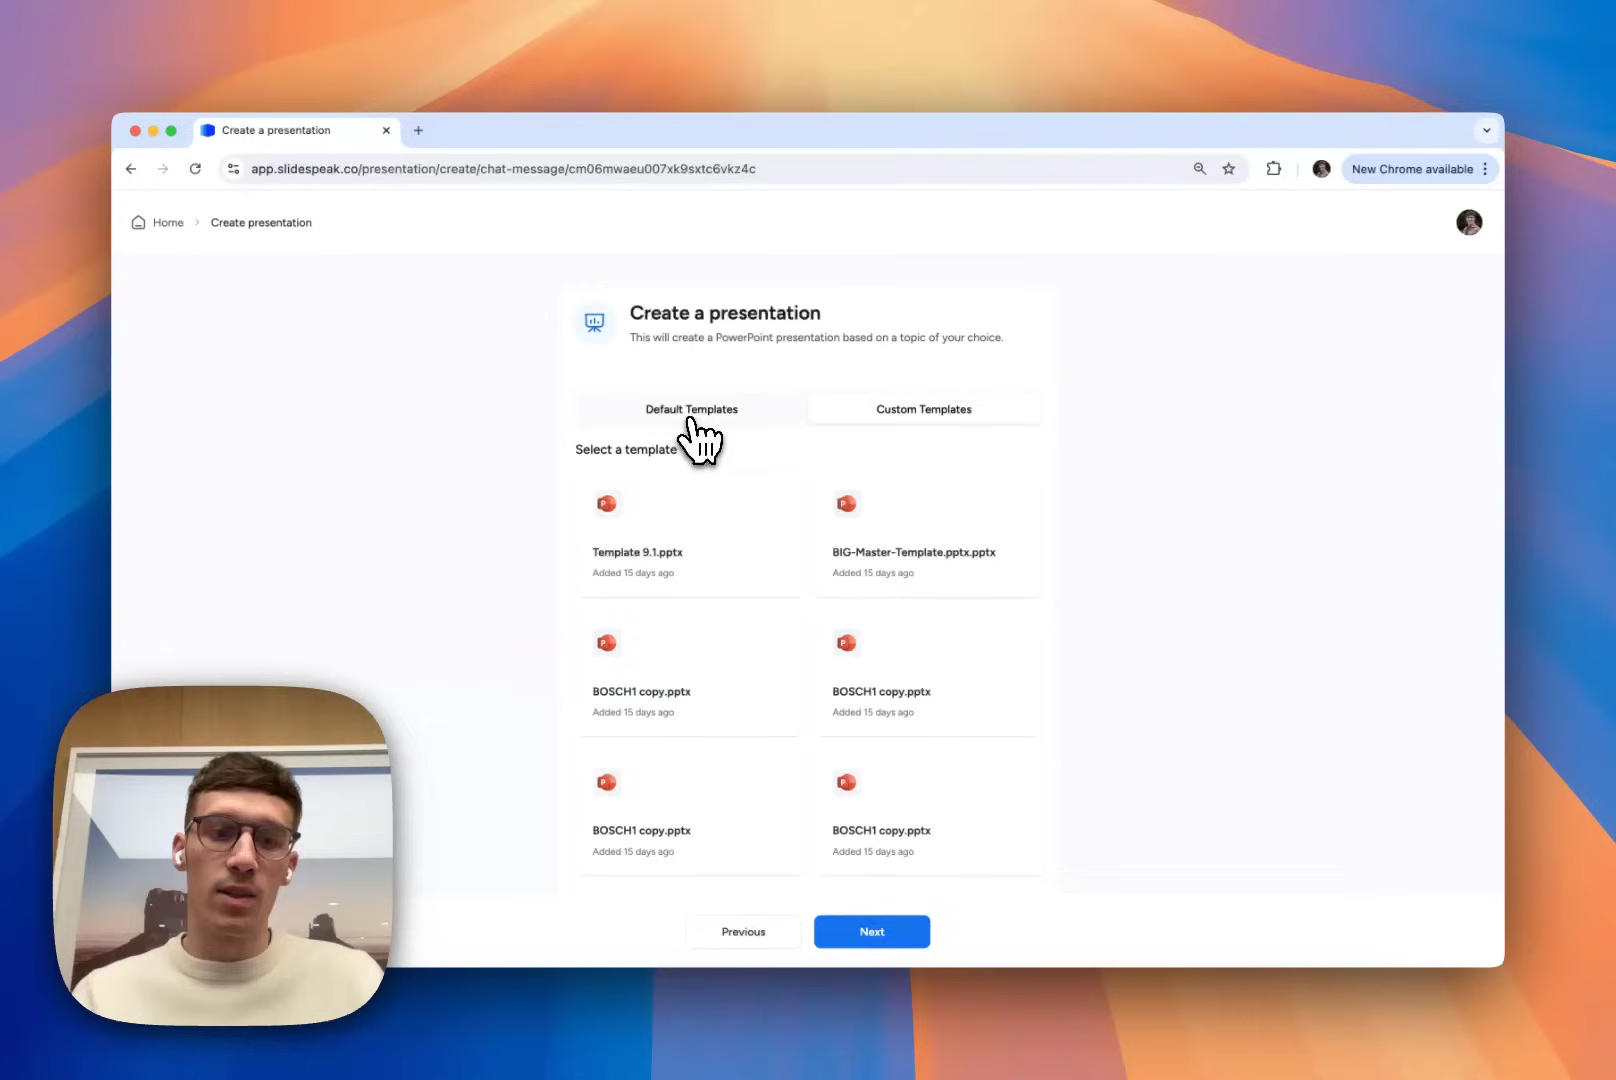 Create a presentation
app.slidespeak.co/presentation/create/chat-message/cm06mwaeu007xk9sxtc6vkz4c
New Chrome available
Home
Create presentation
Create a presentation
This will create a PowerPoint presentation based on a topic of your choice.
Default Templates
Custom Templates
Select a template
P
P
Template 9.1.pptx
BIG-Master-Template.pptx.pptx
Added 15 days ago
Added 15 days ago
P
P
BOSCH1 copy.pptx
BOSCH1 copy.pptx
Added 15 days ago
Added 15 days ago
P
P
BOSCH1 copy.pptx
BOSCH1 copy.pptx
Added 15 days ago
Added 15 days ago
Previous
Next